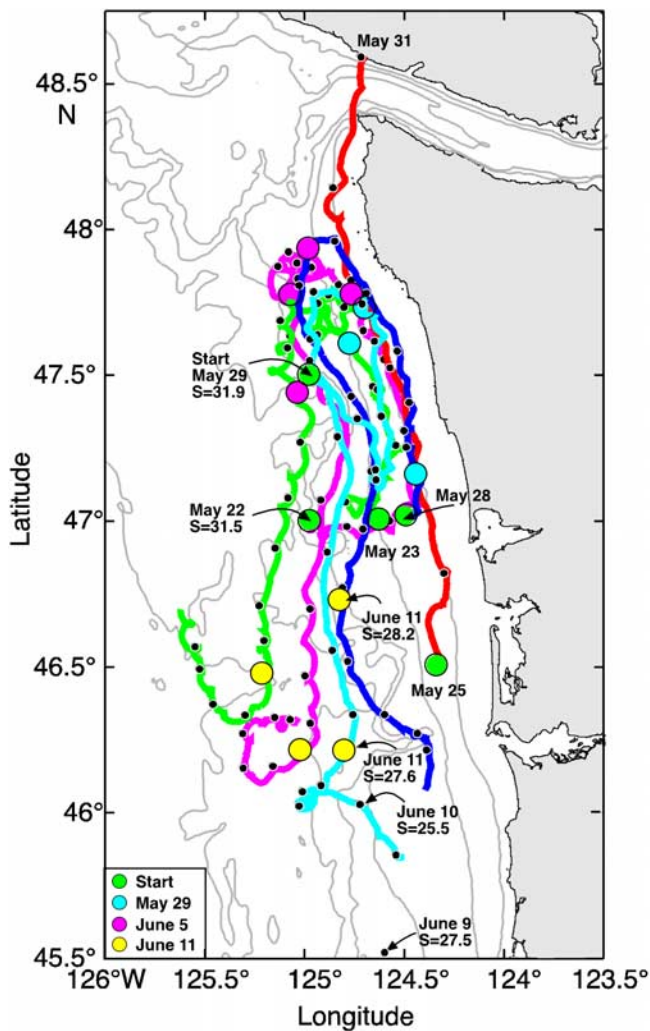 May 31
48.5°
N
48°
Start
May 29
S=31.9
47.5°
May 22
S=31.5
May 28
47°
May 23
June 11
S=28.2
46.5°
May 25
June 11
S=27.6
46°
June 10
S=25.5
Start
May 29
June 5
June 11
June 9
S=27.5
45.5°
126°W
125.5°
125°
124.5°
124°
123.5°
Latitude
Longitude